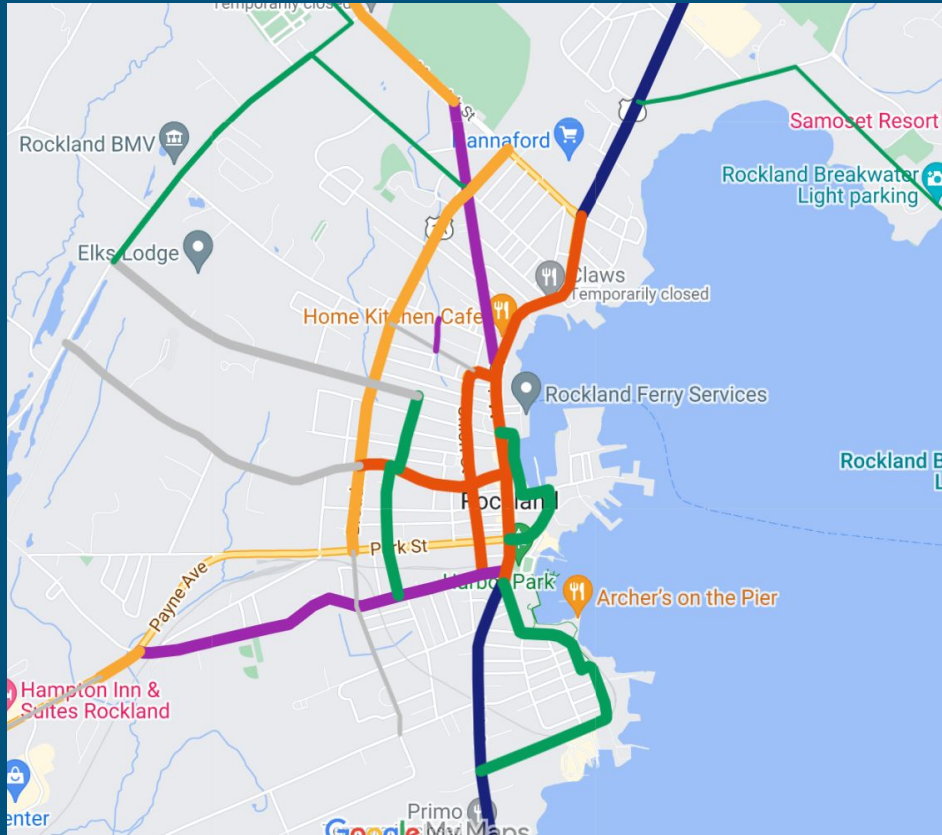 Temporarily closed
Rockland BMV
Hannaford
Samoset Resort
Rockland Breakwater
Light parking
Elks Lodge
Claws
Temporarily closed
Home Kitchen Cafe
Rockland Ferry Services
Rockland B
L
Rockland
Park St
Harbor Park
Payne Ave
Archer's on the Pier
Hampton Inn &
Suites Rockland
enter
Primo
Google My Maps